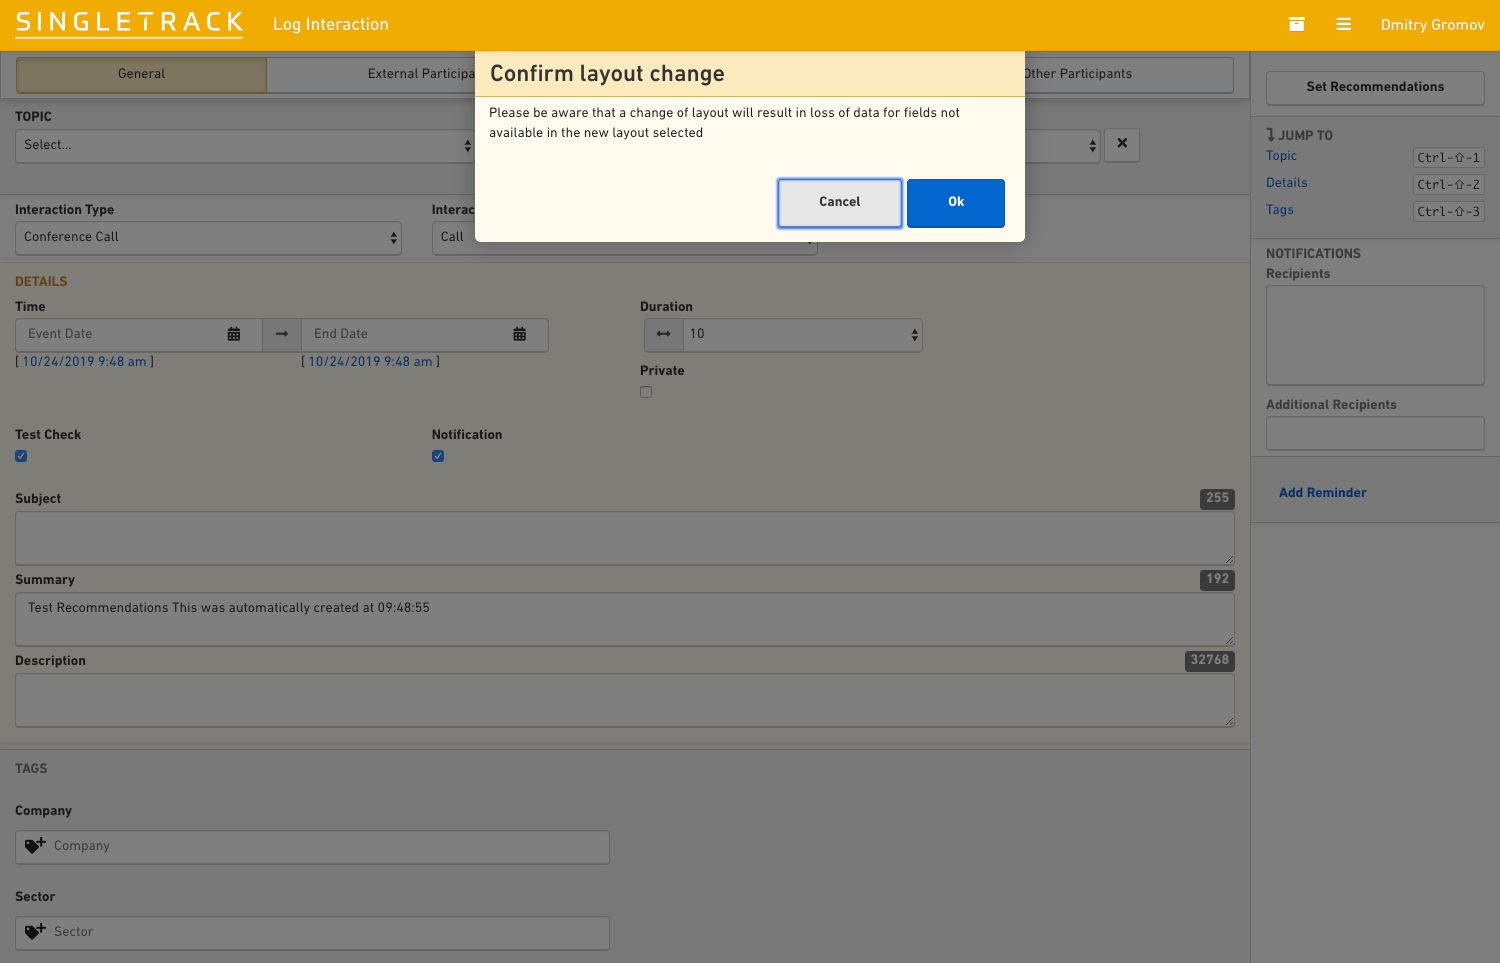 SINGLETRACK
Log Interaction
Dmitry Gromov
General
External Participa
Other Participants
Confirm layout change
Please be aware that a change of layout will result in loss of data for fields not
available in the new layout selected
Cancel
Ok
TOPIC
Select...
Interaction Type
Interac
Conference Call
Call
DETAILS
Time
Duration
Event Date
End Date
10
[ 10/24/2019 9:48 am ]
[ 10/24/2019 9:48 am ]
Private
Test Check
Notification
Subject
255
Summary
192
Test Recommendations This was automatically created at 09:48:55
Description
32768
TAGS
Company
Company
Sector
Sector
Set Recommendations
JUMP TO
Topic
Ctrl-⇧-1
Details
Ctrl-⇧-2
Tags
Ctrl-⇧-3
NOTIFICATIONS
Recipients
Additional Recipients
Add Reminder